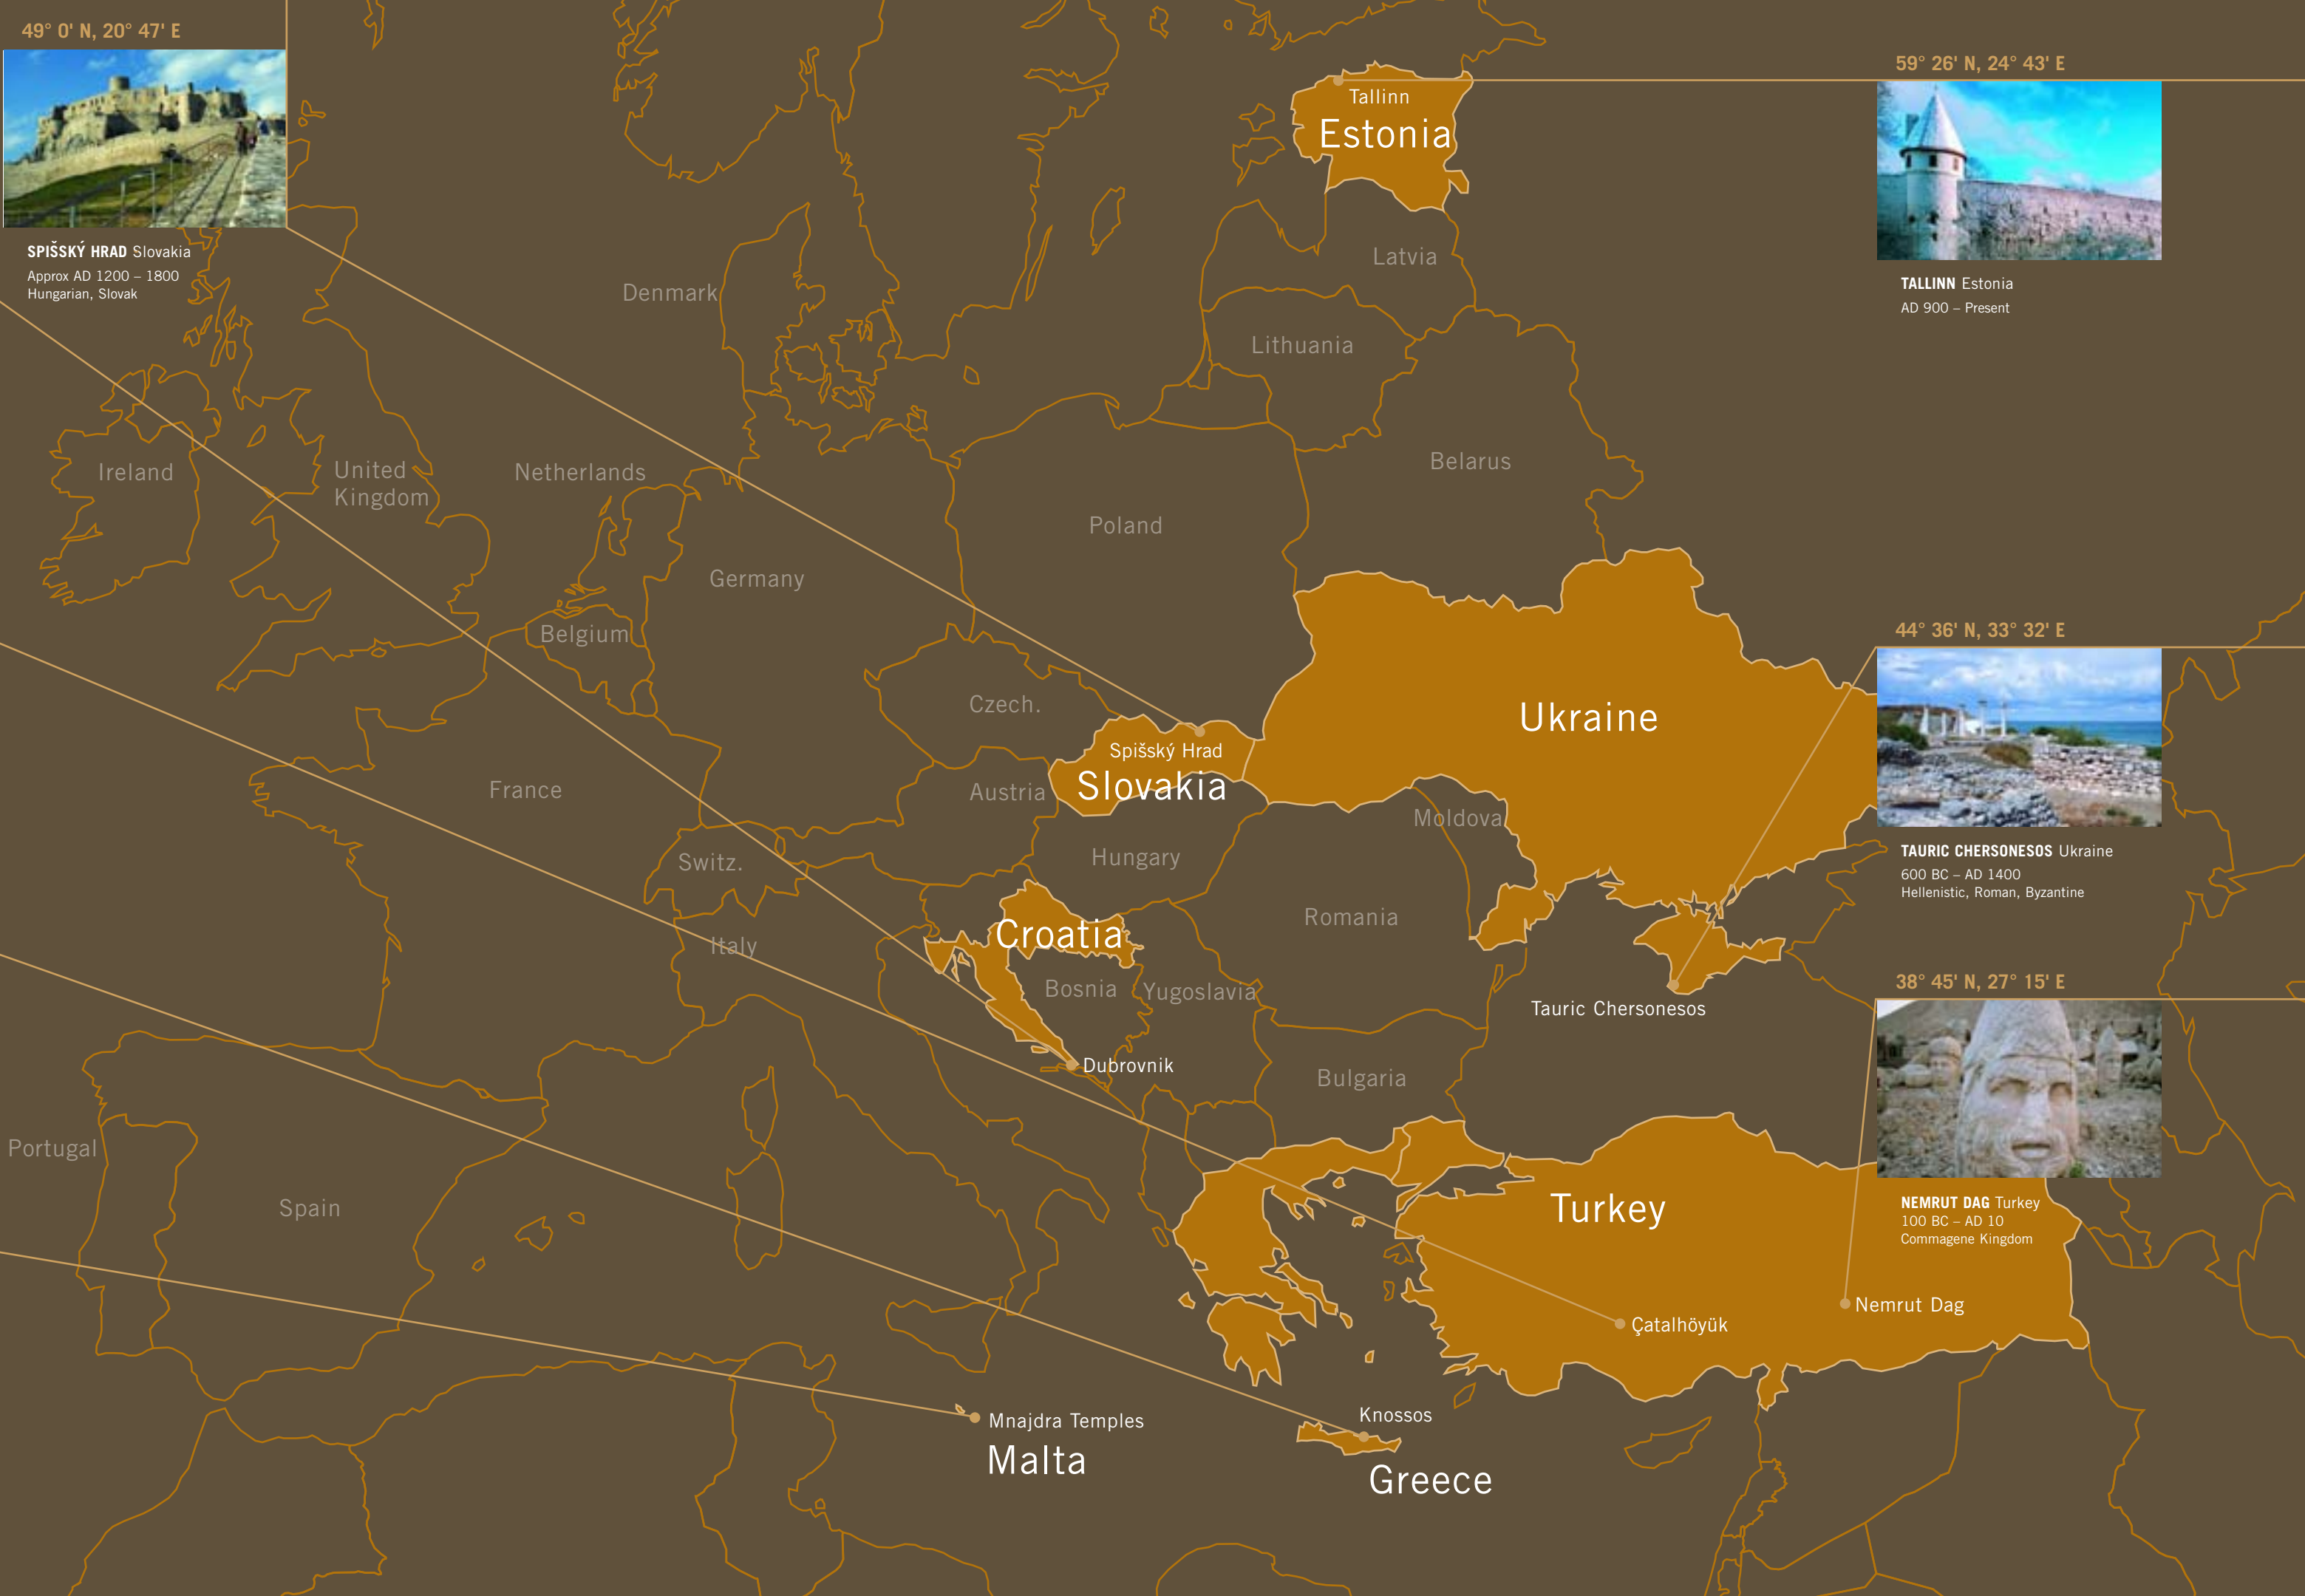 49° 0' N, 20° 47' E
SPIŠSKÝ HRAD Slovakia
Approx AD 1200 – 1800
Hungarian, Slovak
59° 26' N, 24° 43' E
TALLINN Estonia
AD 900 – Present
44° 36' N, 33° 32' E
TAURIC CHERSONESOS Ukraine
600 BC – AD 1400
Hellenistic, Roman, Byzantine
38° 45' N, 27° 15' E
NEMRUT DAG Turkey
100 BC – AD 10
Commagene Kingdom
Tallinn
Estonia
Latvia
Denmark
Lithuania
Ireland
United
Kingdom
Netherlands
Belarus
Poland
Germany
Belgium
Czech.
Ukraine
Spišský Hrad
Slovakia
France
Austria
Moldova
Switz.
Hungary
Romania
Croatia
Italy
Bosnia
Yugoslavia
Tauric Chersonesos
Dubrovnik
Bulgaria
Portugal
Spain
Turkey
Nemrut Dag
Çatalhöyük
Knossos
Mnajdra Temples
Malta
Greece